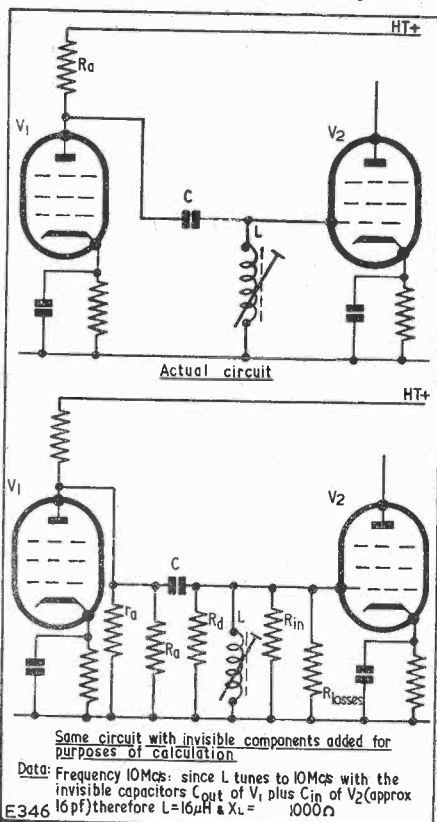 HT+
Ra
V1
V2
C
L
Actual circuit
HT+
V1
V2
C
ra
Ra
Rd
L
Rin
Rlosses
Same circuit with invisible components added for
purposes of calculation
Data: Frequency 10Mc/s: since L tunes to 10Mc/s with the
invisible capacitors Cout of V1 plus Cin of V2 (approx
16pf) therefore L=16μH & XL= 1000Ω
E346